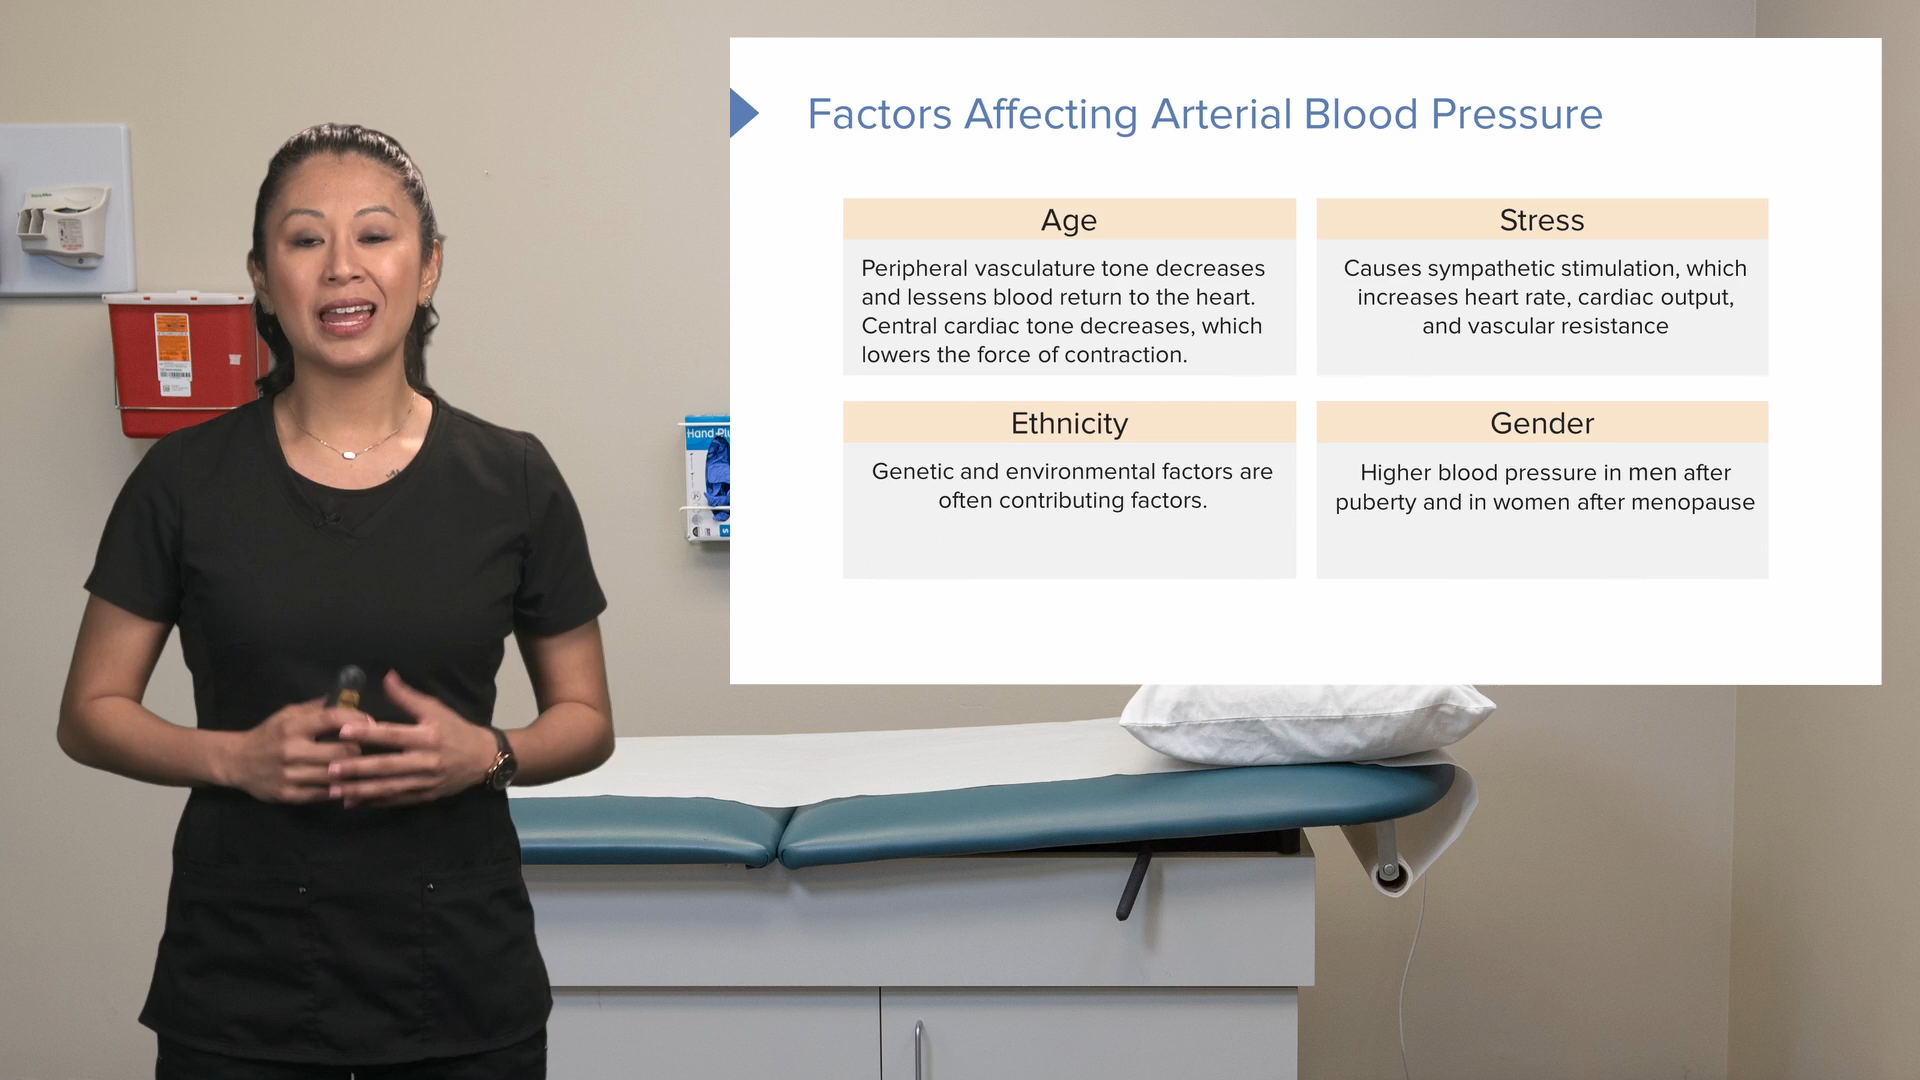 Factors Affecting Arterial Blood Pressure
Age
Peripheral vasculature tone decreases
and lessens blood return to the heart.
Central cardiac tone decreases, which
lowers the force of contraction.
Stress
Causes sympathetic stimulation, which
increases heart rate, cardiac output,
and vascular resistance
Ethnicity
Genetic and environmental factors are
often contributing factors.
Gender
Higher blood pressure in men after
puberty and in women after menopause
Hand